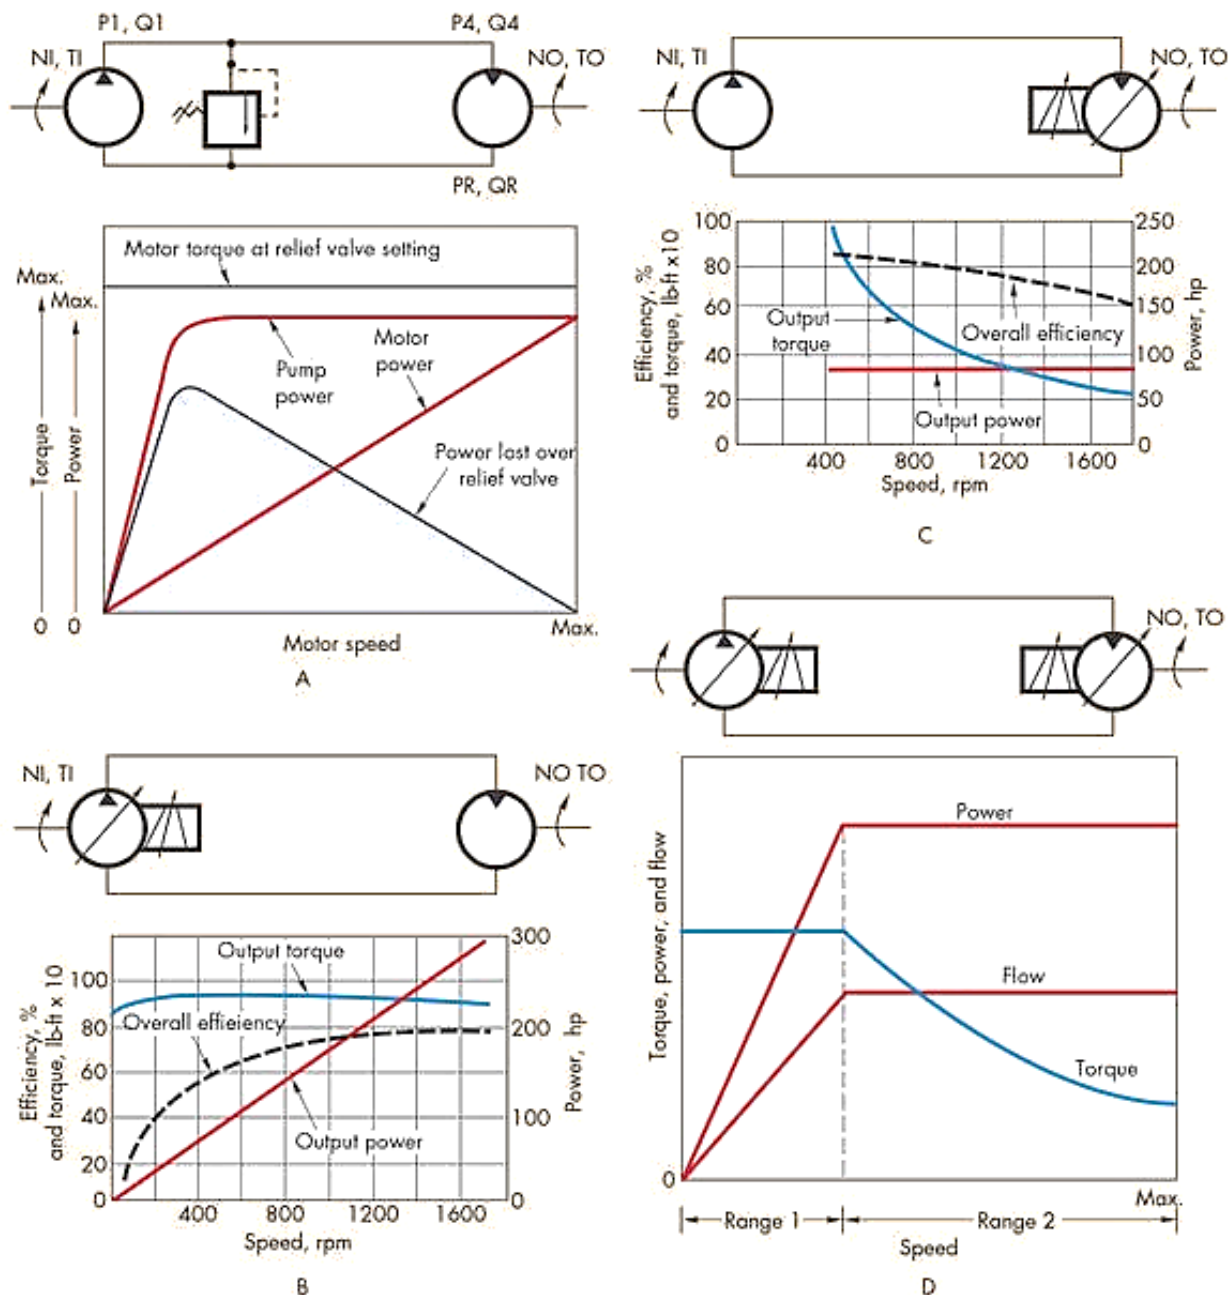 P1, Q1
P4, Q4
NI, TI
NO, TO
PR, QR
Motor torque at relief valve setting
Max.
Max.
Pump
power
Motor
power
Power lost over
relief valve
Torque
Power
0
0
Motor speed
Max.
A
NI, TI
NO TO
Efficiency, %
and torque, lb-ft x 10
100
80
60
40
20
0
300
200
100
0
Power, hp
Output torque
Overall effieiency
Output power
400
800
1200
1600
Speed, rpm
B
NI, TI
NO, TO
Efficiency, %
and torque, lb-ft x10
100
80
60
40
20
0
250
200
150
100
50
0
Power, hp
Output
torque
Overall efficiency
Output power
400
800
1200
1600
Speed, rpm
C
NO, TO
Torque, power, and flow
Power
Flow
Torque
0
Max.
Range 1
Range 2
Speed
D